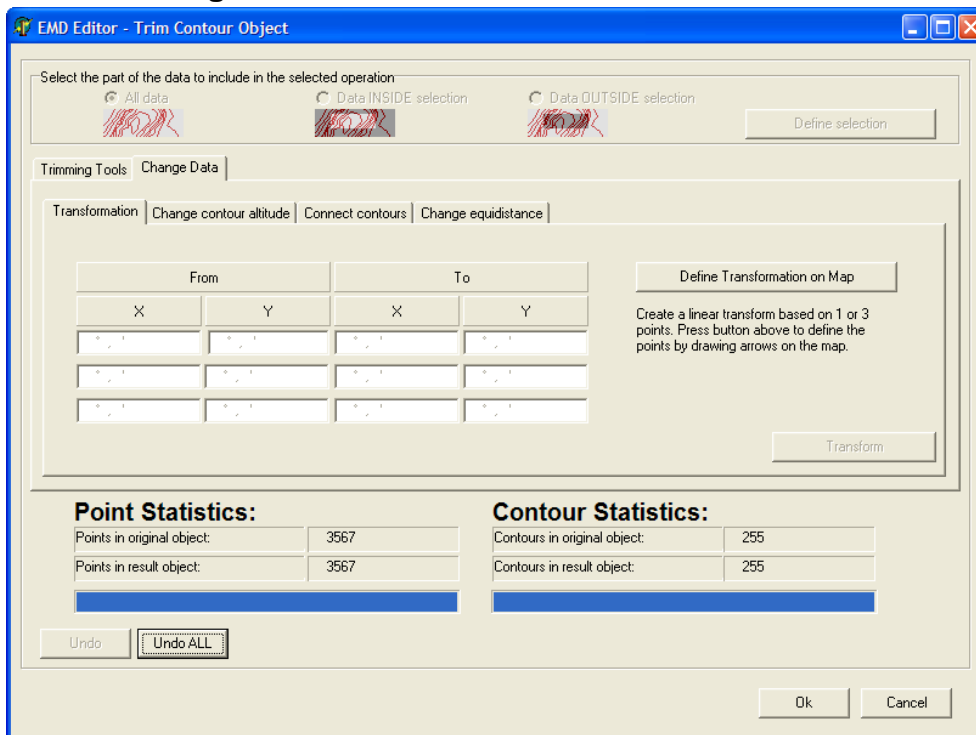 EMD Editor - Trim Contour Object
Select the part of the data to include in the selected operation
All data
Data INSIDE selection
Data OUTSIDE selection
Define selection
Trimming Tools
Change Data
Transformation
Change contour altitude
Connect contours
Change equidistance
From
To
X
Y
X
Y
Define Transformation on Map
Create a linear transform based on 1 or 3
points. Press button above to define the
points by drawing arrows on the map.
° , '
° , '
° , '
° , '
° , '
° , '
° , '
° , '
° , '
° , '
° , '
° , '
Transform
Point Statistics:
Points in original object: 3567
Points in result object: 3567
Contour Statistics:
Contours in original object: 255
Contours in result object: 255
Undo
Undo ALL
Ok
Cancel